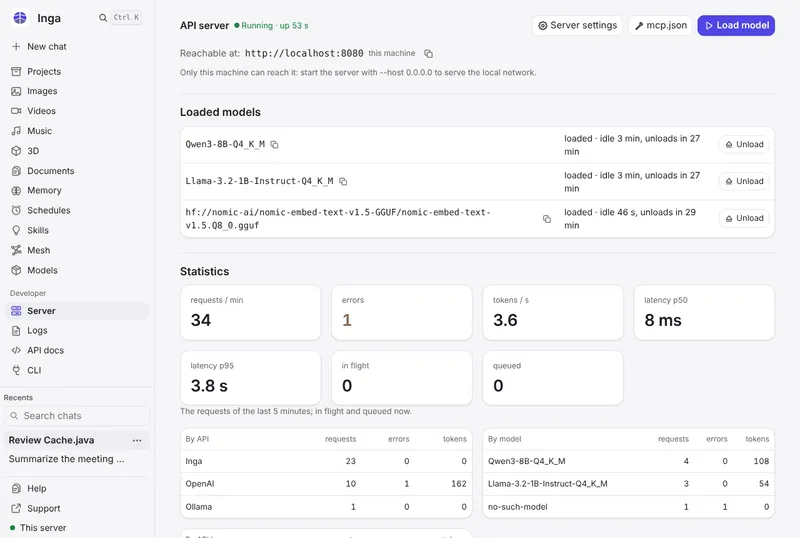 Inga
Ctrl K
New chat
Projects
Images
Videos
Music
3D
Documents
Memory
Schedules
Skills
Mesh
Models
Developer
Server
Logs
API docs
CLI
Recents
Search chats
Review Cache.java ...
Summarize the meeting ...
Help
Support
This server
API server Running · up 53 s
Server settings
mcp.json
Load model
Reachable at: http://localhost:8080 this machine
Only this machine can reach it: start the server with --host 0.0.0.0 to serve the local network.
Loaded models
Qwen3-8B-Q4_K_M
loaded · idle 3 min, unloads in 27
min
Unload
Llama-3.2-1B-Instruct-Q4_K_M
loaded · idle 3 min, unloads in 27
min
Unload
hf://nomic-ai/nomic-embed-text-v1.5-GGUF/nomic-embed-text-
v1.5.Q8_0.gguf
loaded · idle 46 s, unloads in 29
min
Unload
Statistics
requests / min
34
errors
1
tokens / s
3.6
latency p50
8 ms
latency p95
3.8 s
in flight
0
queued
0
The requests of the last 5 minutes; in flight and queued now.
By API requests errors tokens
Inga 23 0 0
OpenAI 10 1 162
Ollama 1 0 0
By model requests errors tokens
Qwen3-8B-Q4_K_M 4 0 108
Llama-3.2-1B-Instruct-Q4_K_M 3 0 54
no-such-model 1 1 0